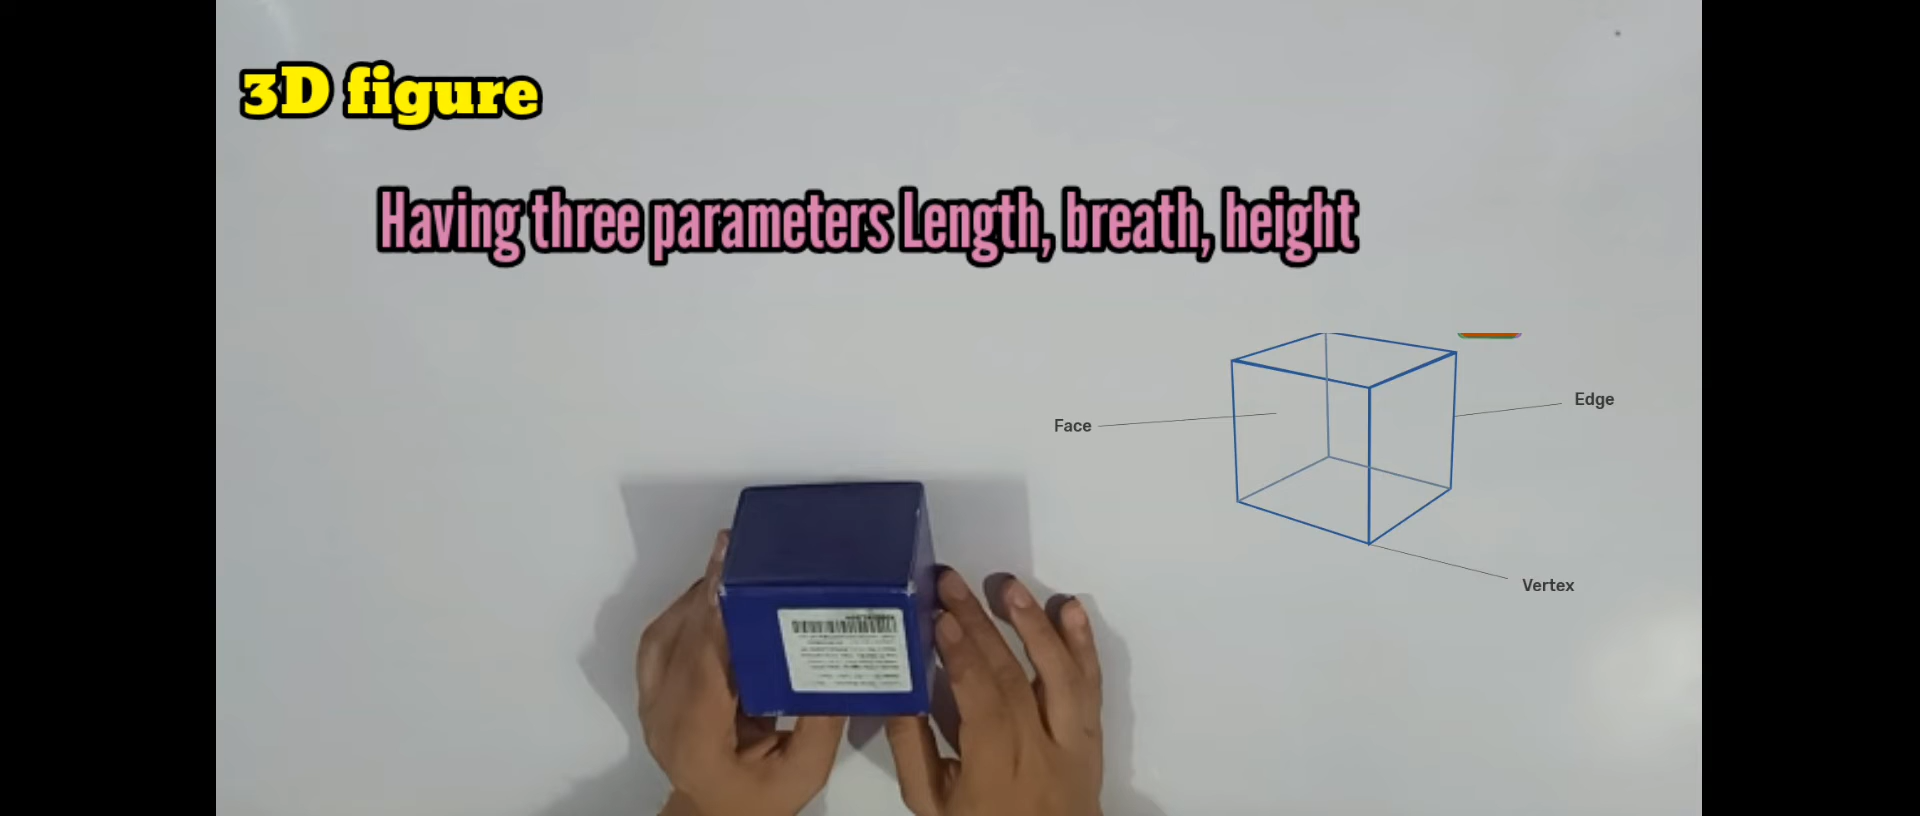 3D figure
Having three parameters Length, breath, height
Face
Edge
Vertex